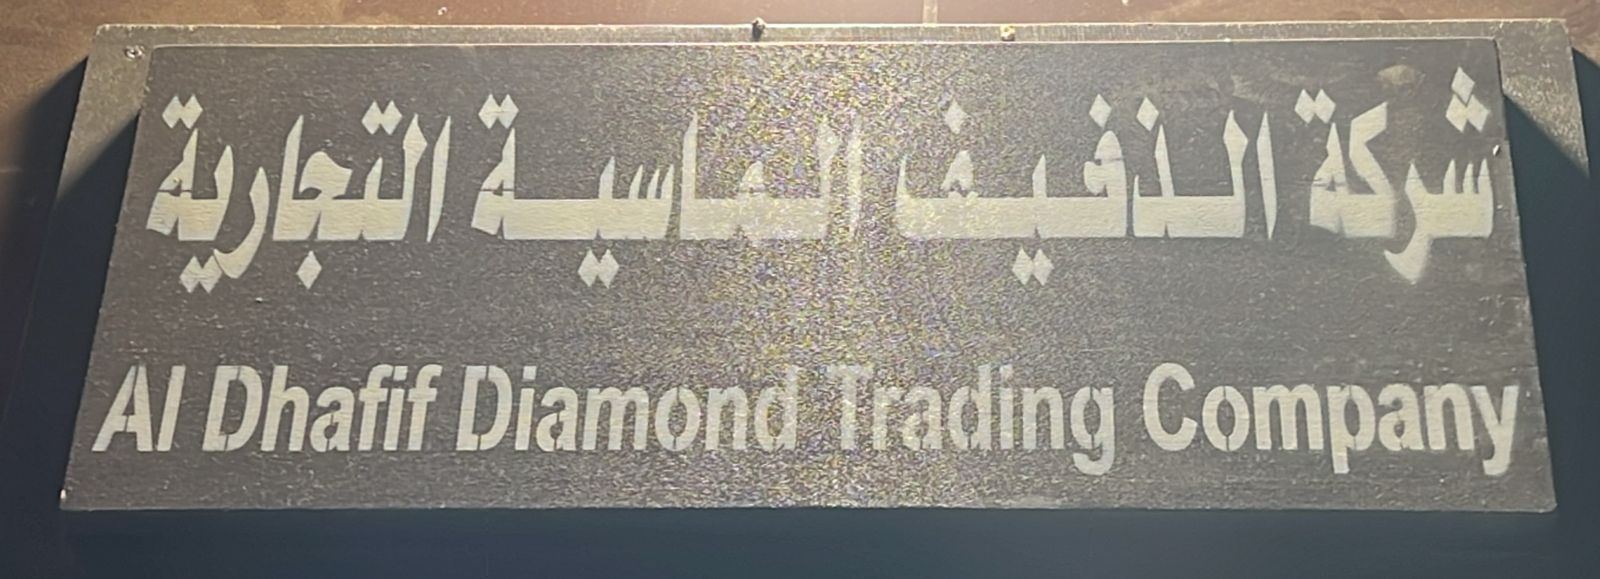 شركة الذفيف الماسية التجارية
Al Dhafif Diamond Trading Company